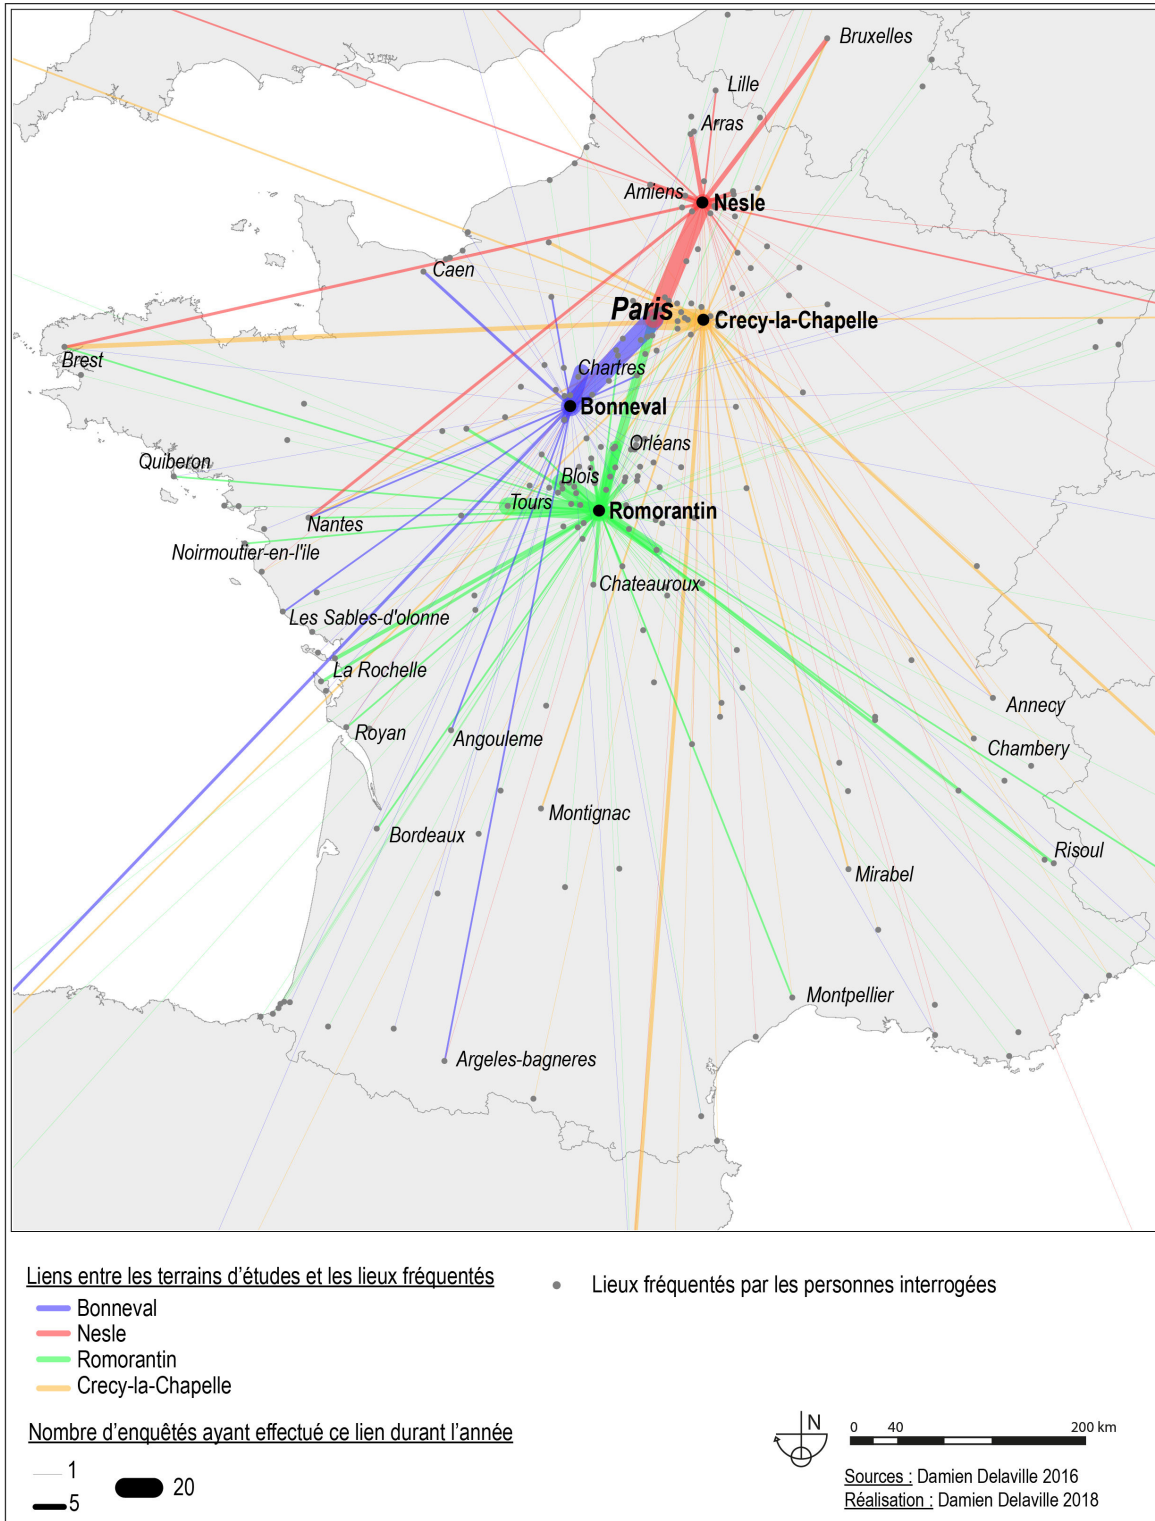 Bruxelles
Lille
Arras
Amiens
Nesle
Caen
Paris
Crecy-la-Chapelle
Brest
Chartres
Bonneval
Orléans
Quiberon
Blois
Tours
Romorantin
Nantes
Noirmoutier-en-l'ile
Chateauroux
Les Sables-d'olonne
La Rochelle
Annecy
Royan
Angouleme
Chambery
Montignac
Bordeaux
Risoul
Mirabel
Montpellier
Argeles-bagneres
Liens entre les terrains d'études et les lieux fréquentés
Lieux fréquentés par les personnes interrogées
Bonneval
Nesle
Romorantin
Crecy-la-Chapelle
Nombre d'enquêtés ayant effectué ce lien durant l'année
1
5
20
N
0 40 200 km
Sources : Damien Delaville 2016
Réalisation : Damien Delaville 2018